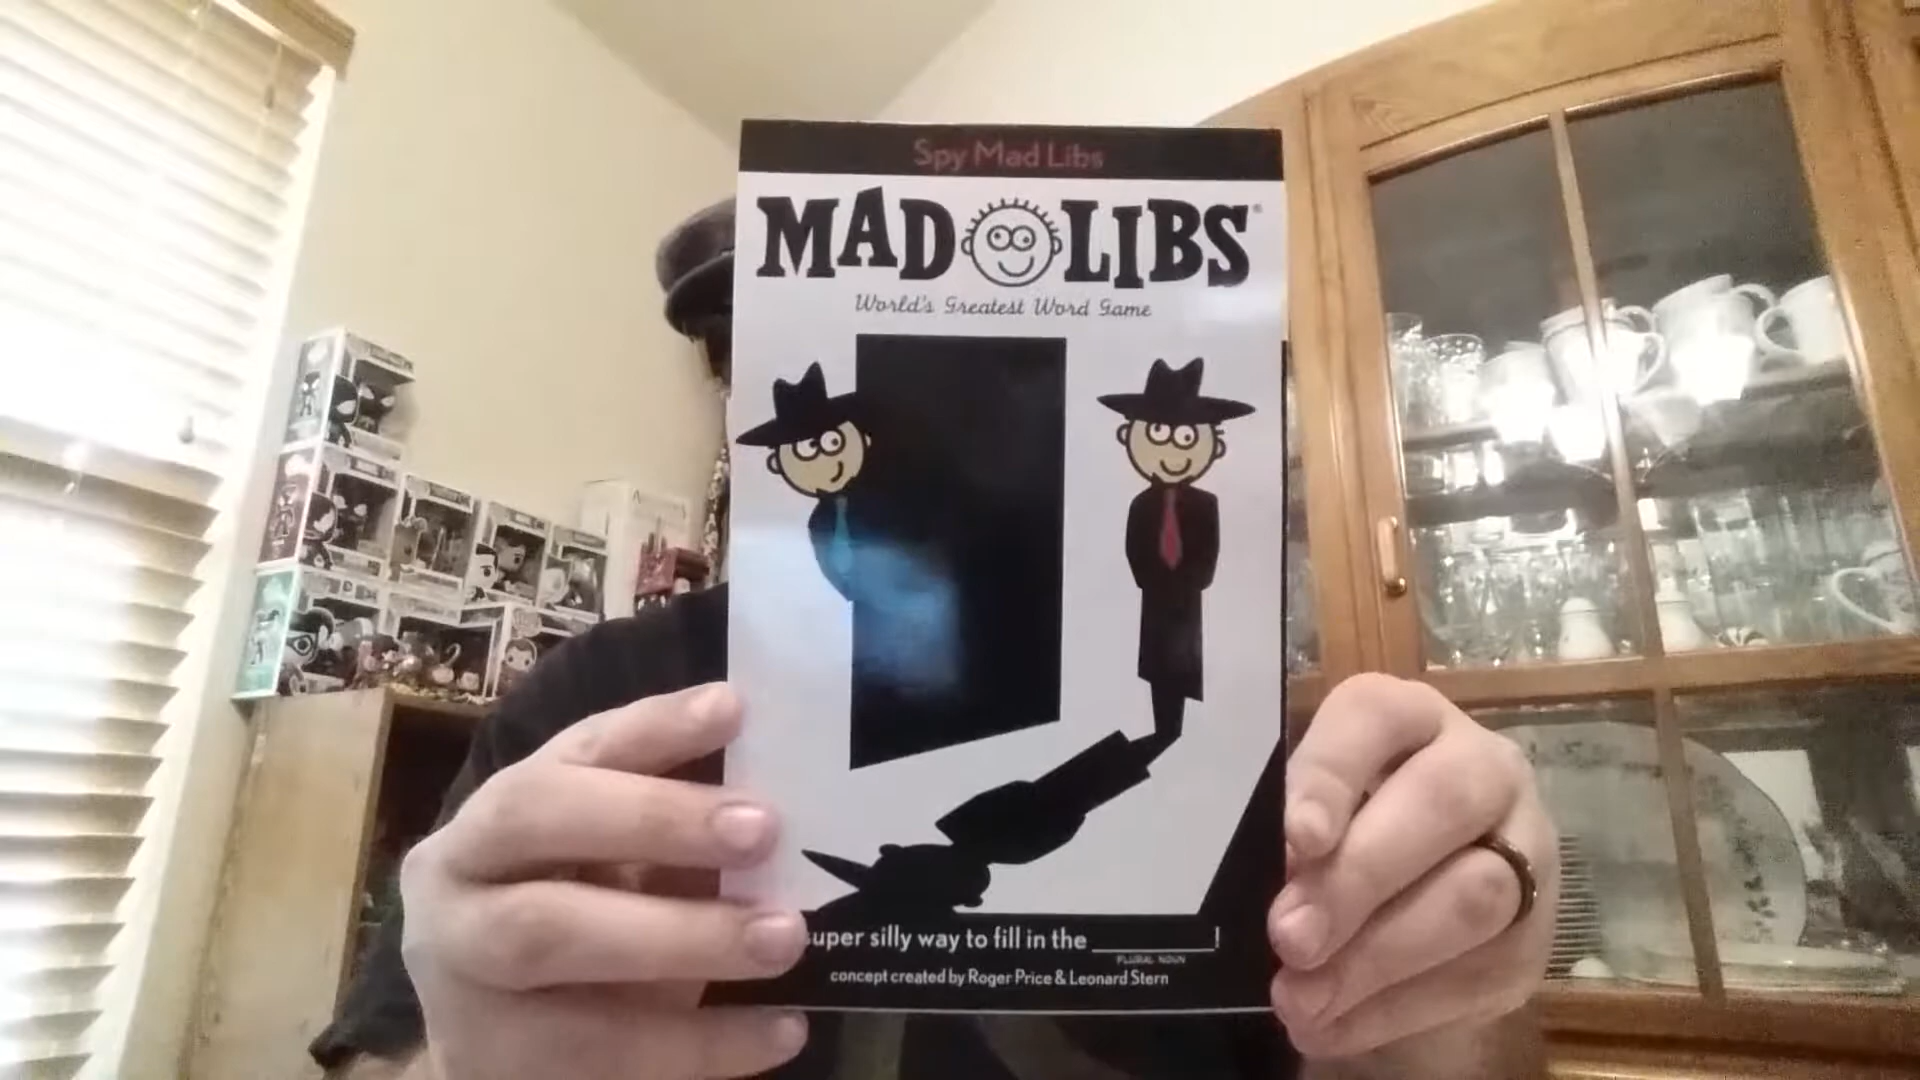 Spy Mad Libs
MAD LIBS®
World's Greatest Word Game
super silly way to fill in the __________!
PLURAL NOUN
concept created by Roger Price & Leonard Stern